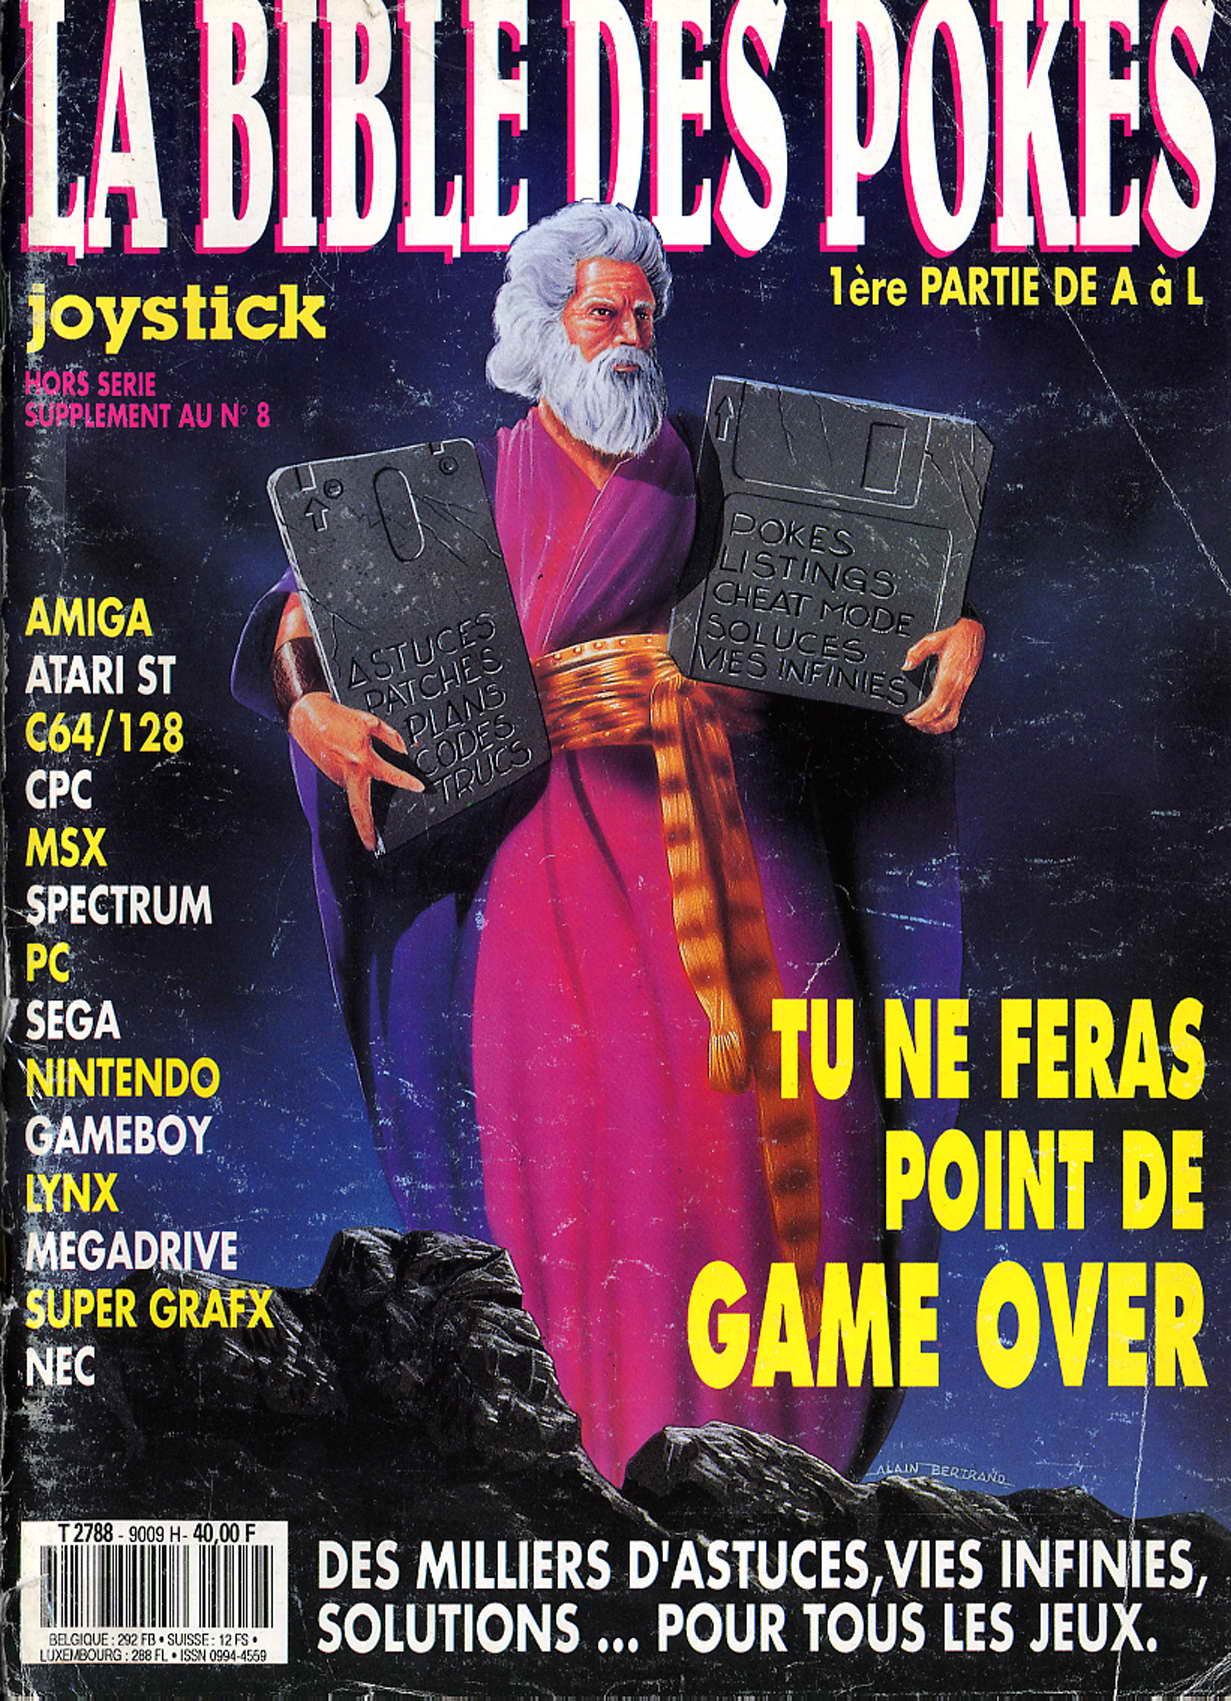 LA BIBLE DES POKES
1ère PARTIE DE A à L
joystick
HORS SERIE
SUPPLEMENT AU N° 8
ASTUCES
PATCHES
PLANS
CODES
TRUCS
POKES
LISTINGS
CHEAT MODE
SOLUCES
VIES INFINIES
AMIGA
ATARI ST
C64/128
CPC
MSX
SPECTRUM
PC
SEGA
NINTENDO
GAMEBOY
LYNX
MEGADRIVE
SUPER GRAFX
NEC
TU NE FERAS
POINT DE
GAME OVER
ALAIN BERTRAND
T 2788 - 9009 H - 40,00 F
BELGIQUE : 292 FB • SUISSE : 12 FS •
LUXEMBOURG : 288 FL • ISSN 0994-4559
DES MILLIERS D'ASTUCES,VIES INFINIES,
SOLUTIONS ... POUR TOUS LES JEUX.